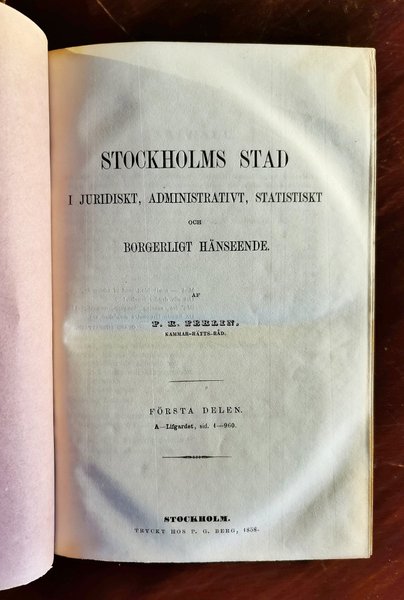 STOCKHOLMS STAD
I JURIDISKT, ADMINISTRATIVT, STATISTISKT
OCH
BORGERLIGT HÄNSEENDE.
AF
F. R. FERLIN,
KAMMAR-RÄTTS-RÅD.
FÖRSTA DELEN.
A—Lifgardet, sid. 1—960.
STOCKHOLM.
TRYCKT HOS P. G. BERG, 1858.